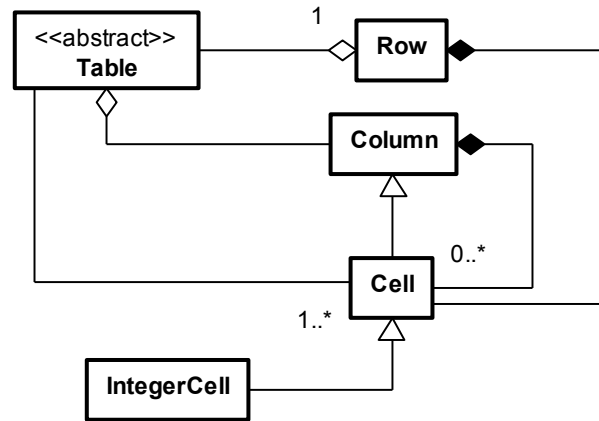 1
<<abstract>>
Table
Row
Column
0..*
Cell
1..*
IntegerCell